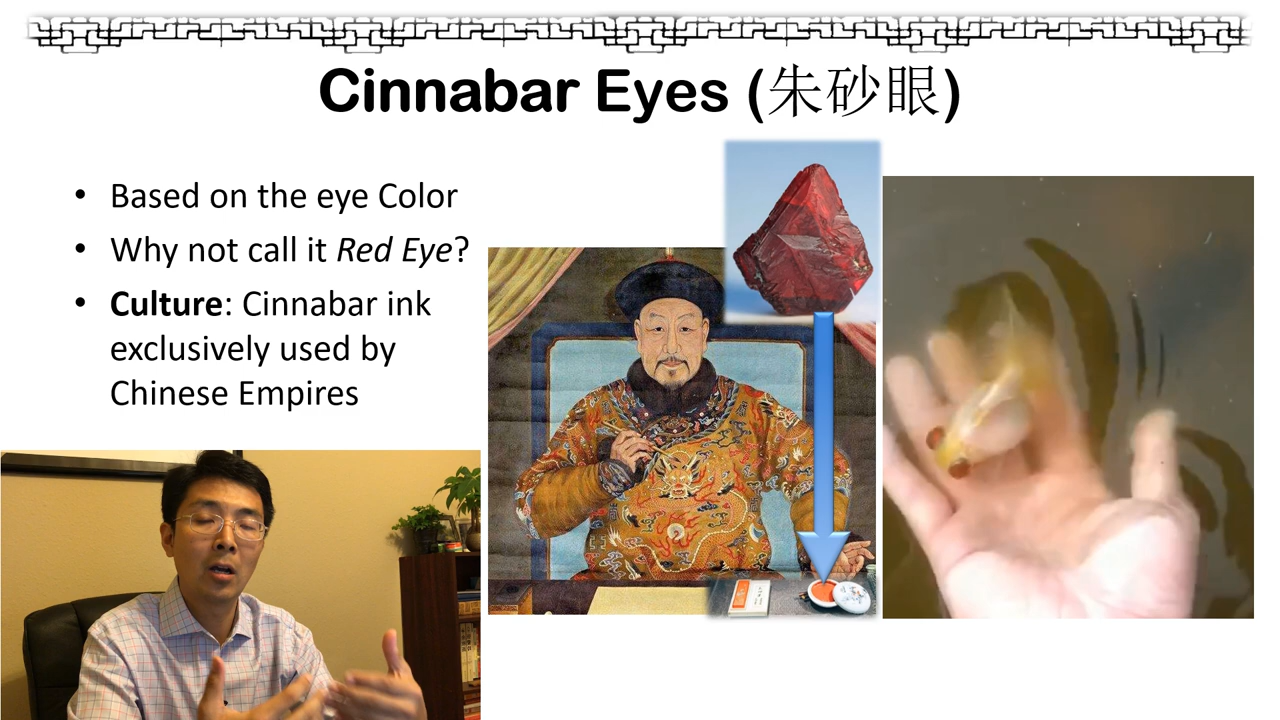 Cinnabar Eyes (朱砂眼)
• Based on the eye Color
• Why not call it Red Eye?
• Culture: Cinnabar ink
exclusively used by
Chinese Empires